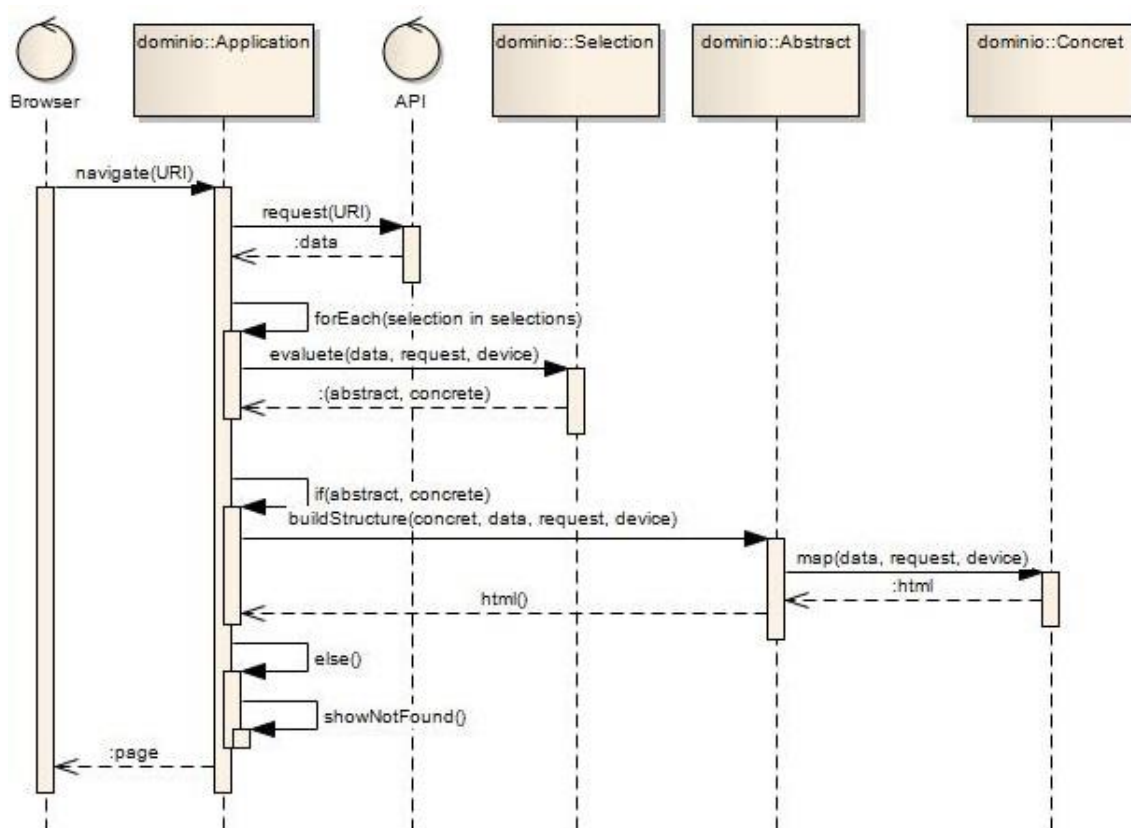 dominio::Application
dominio::Selection
dominio::Abstract
dominio::Concret
Browser
API
navigate(URI)
request(URI)
:data
forEach(selection in selections)
evaluete(data, request, device)
:(abstract, concrete)
if(abstract, concrete)
buildStructure(concret, data, request, device)
map(data, request, device)
:html
html()
else()
showNotFound()
:page